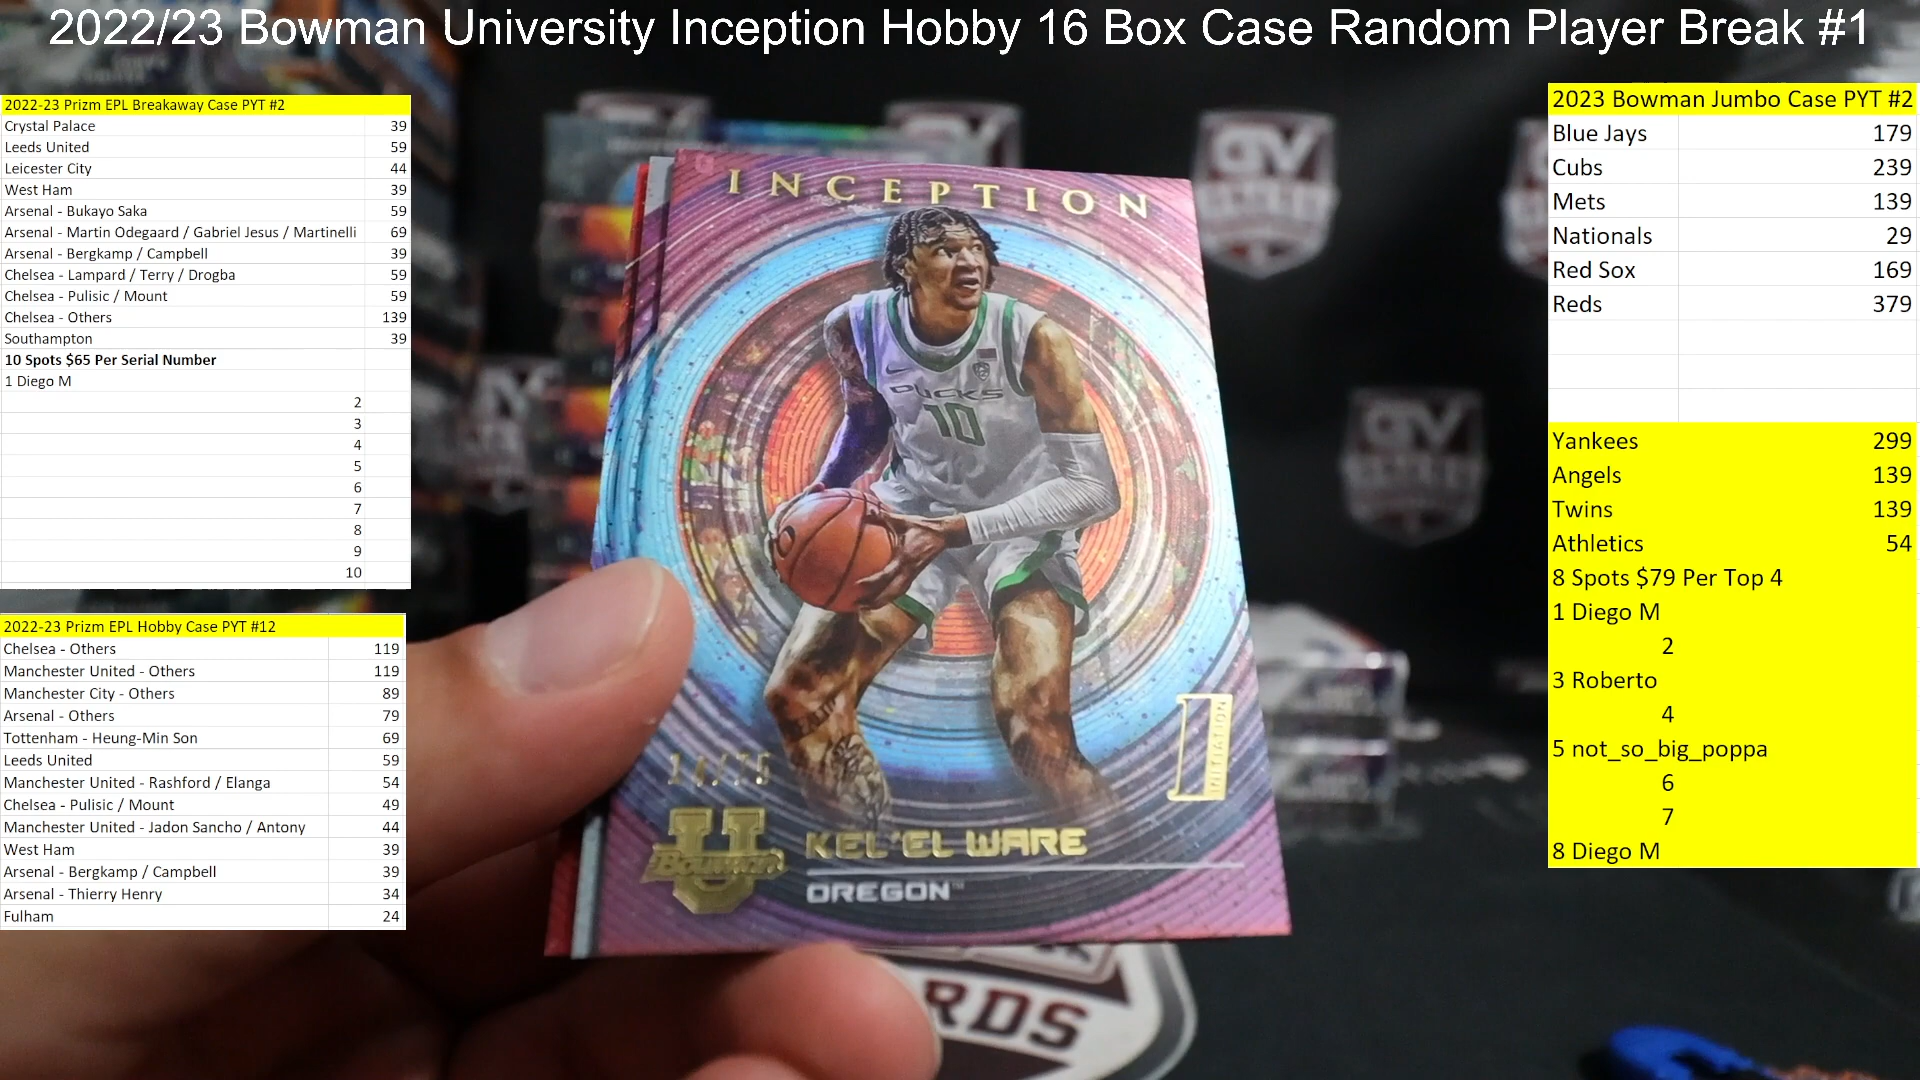 2022/23 Bowman University Inception Hobby 16 Box Case Random Player Break #1
2022-23 Prizm EPL Breakaway Case PYT #2
Crystal Palace 39
Leeds United 59
Leicester City 44
West Ham 39
Arsenal - Bukayo Saka 59
Arsenal - Martin Odegaard / Gabriel Jesus / Martinelli 69
Arsenal - Bergkamp / Campbell 39
Chelsea - Lampard / Terry / Drogba 59
Chelsea - Pulisic / Mount 59
Chelsea - Others 139
Southampton 39
10 Spots $65 Per Serial Number
1 Diego M
2
3
4
5
6
7
8
9
10
2022-23 Prizm EPL Hobby Case PYT #12
Chelsea - Others 119
Manchester United - Others 119
Manchester City - Others 89
Arsenal - Others 79
Tottenham - Heung-Min Son 69
Leeds United 59
Manchester United - Rashford / Elanga 54
Chelsea - Pulisic / Mount 49
Manchester United - Jadon Sancho / Antony 44
West Ham 39
Arsenal - Bergkamp / Campbell 39
Arsenal - Thierry Henry 34
Fulham 24
INCEPTION
DUCKS
10
INITIATION
Bowman U
KEL'EL WARE
OREGON™
RDS
GV
GV
GV
2023 Bowman Jumbo Case PYT #2
Blue Jays 179
Cubs 239
Mets 139
Nationals 29
Red Sox 169
Reds 379
Yankees 299
Angels 139
Twins 139
Athletics 54
8 Spots $79 Per Top 4
1 Diego M
2
3 Roberto
4
5 not_so_big_poppa
6
7
8 Diego M